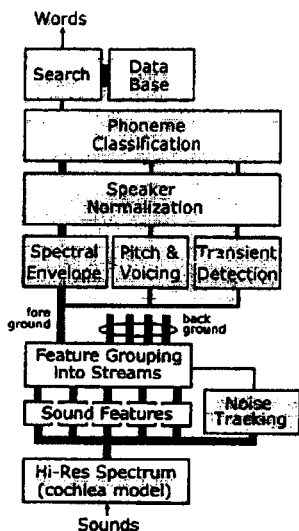 Words
Search
Data
Base
Phoneme
Classification
Speaker
Normalization
Spectral
Envelope
Pitch &
Voicing
Transient
Detection
fore
ground
back
ground
Feature Grouping
into Streams
Sound Features
Noise
Tracking
Hi-Res Spectrum
(cochlea model)
Sounds